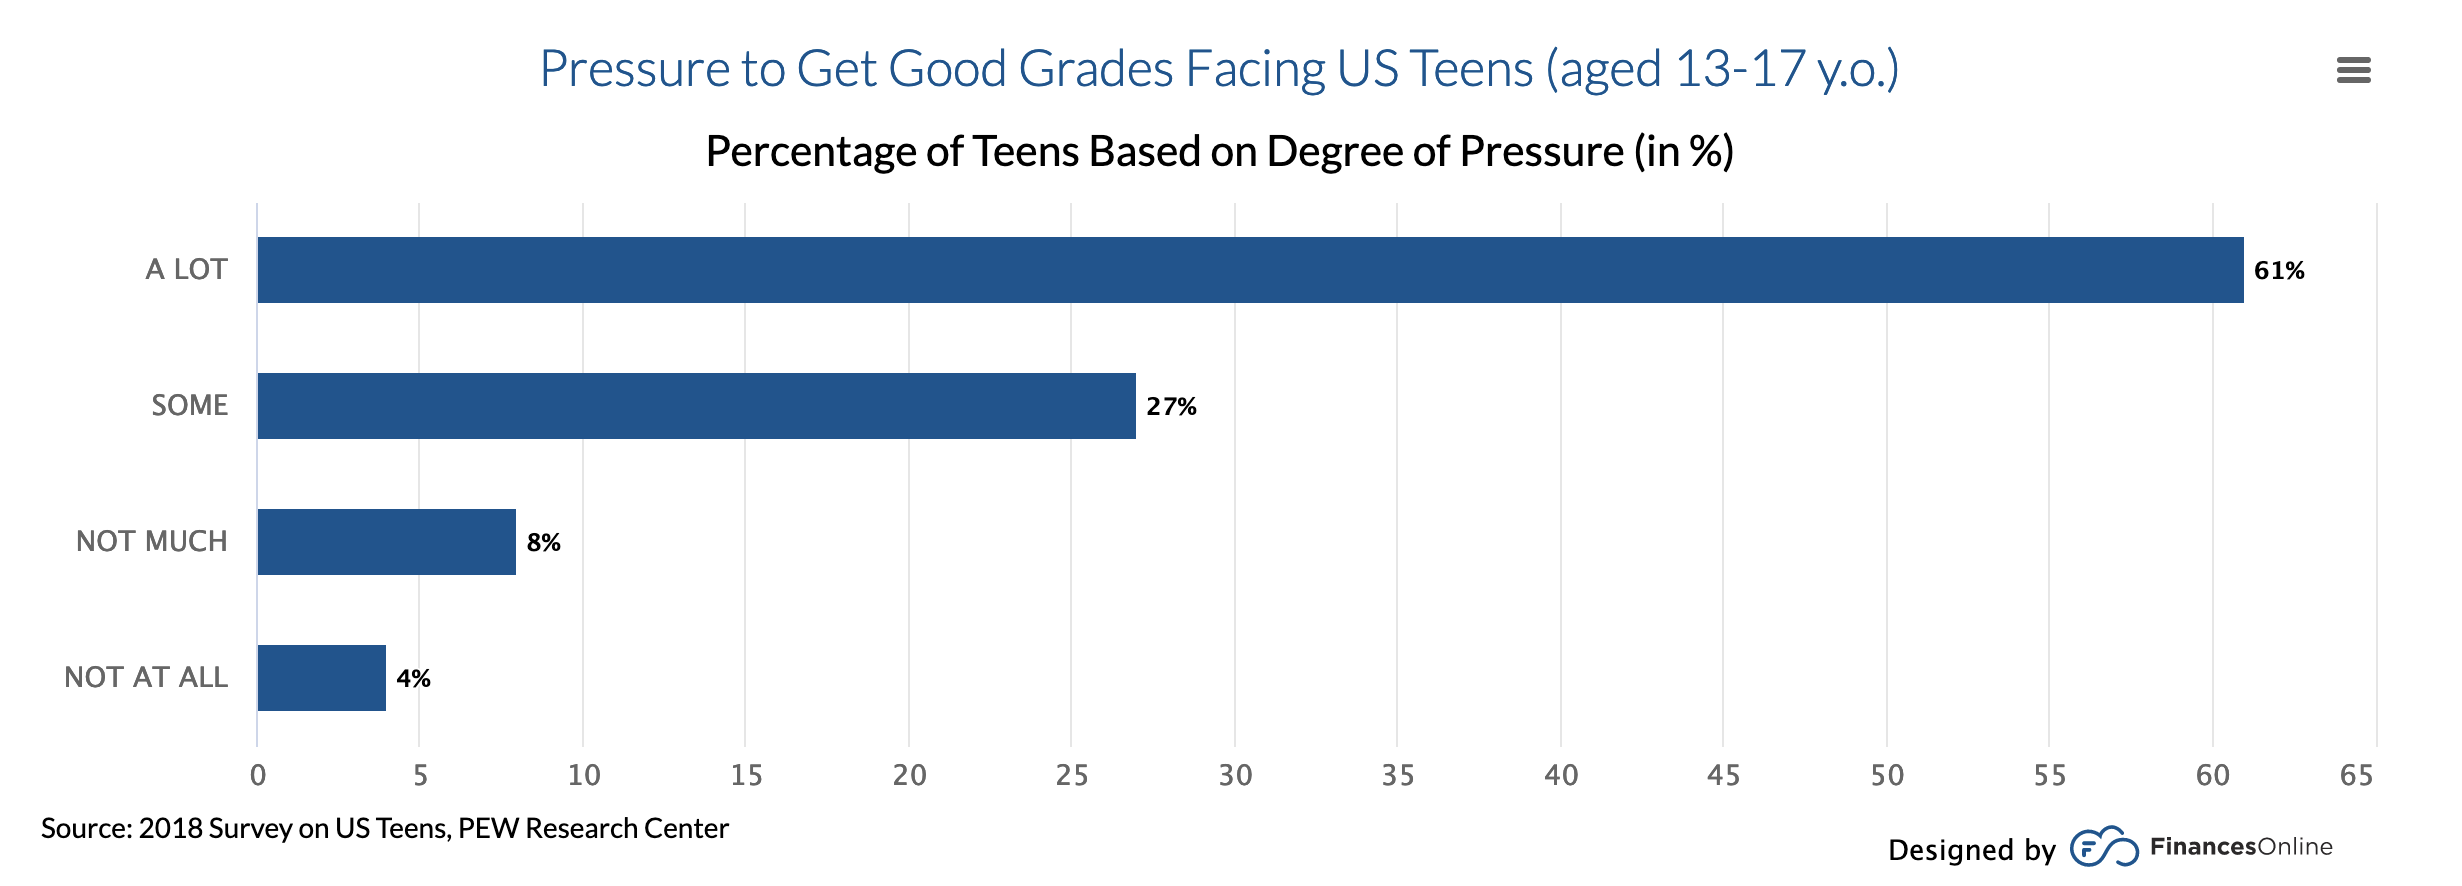 Pressure to Get Good Grades Facing US Teens (aged 13-17 y.o.)
Percentage of Teens Based on Degree of Pressure (in %)
A LOT
61%
SOME
27%
NOT MUCH
8%
NOT AT ALL
4%
0 5 10 15 20 25 30 35 40 45 50 55 60 65
Source: 2018 Survey on US Teens, PEW Research Center
Designed by FinancesOnline